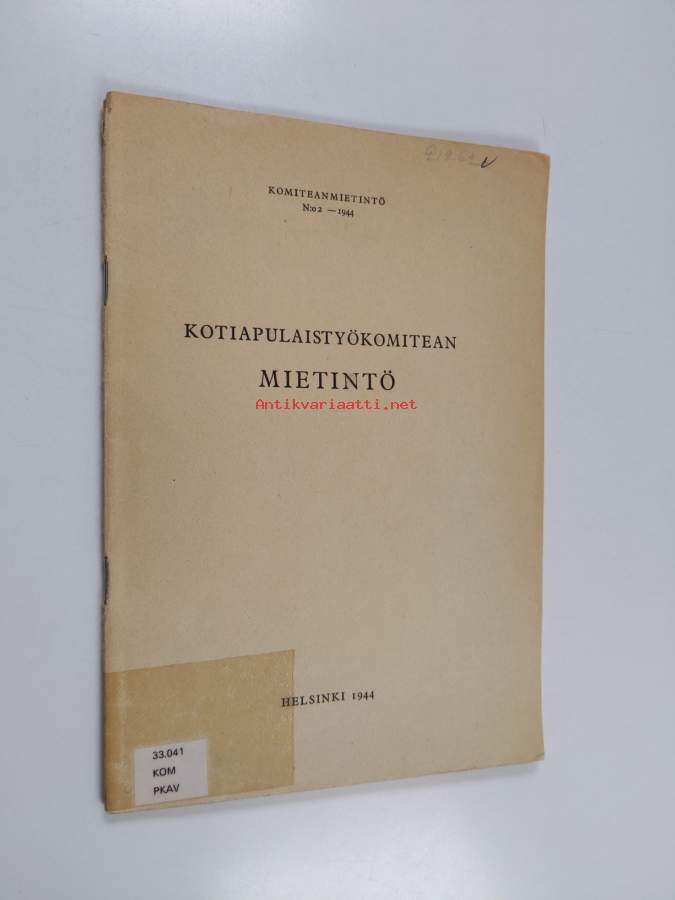 KOMITEANMIETINTÖ
N:o 2 — 1944
KOTIAPULAISTYÖKOMITEAN
MIETINTÖ
Antikvariaatti.net
HELSINKI 1944
33.041
KOM
PKAV